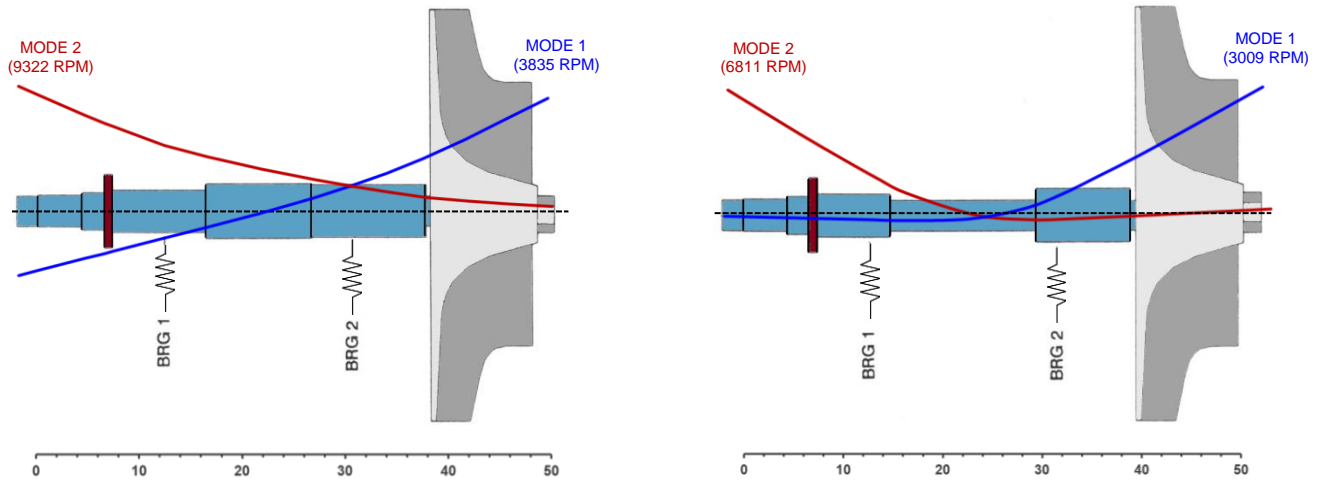 MODE 2
(9322 RPM)
MODE 1
(3835 RPM)
BRG 1
BRG 2
0 10 20 30 40 50
MODE 2
(6811 RPM)
MODE 1
(3009 RPM)
BRG 1
BRG 2
0 10 20 30 40 50